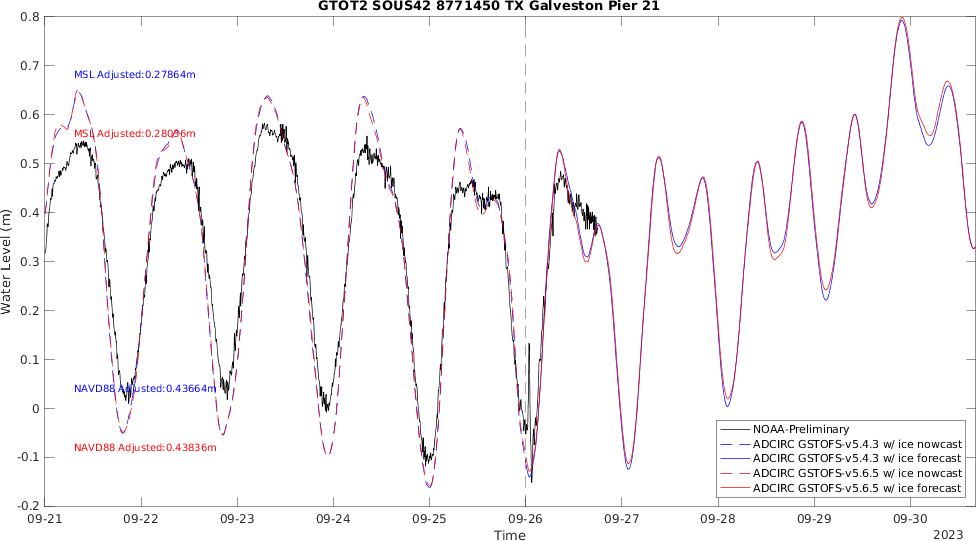 GTOT2 SOUS42 8771450 TX Galveston Pier 21
0.8
0.7
MSL Adjusted:0.27864m
0.6
MSL Adjusted:0.28096m
0.5
0.4
Water Level (m)
0.3
0.2
0.1
NAVD88 Adjusted:0.43664m
0
NAVD88 Adjusted:0.43836m
-0.1
-0.2
NOAA-Preliminary
ADCIRC GSTOFS-v5.4.3 w/ ice nowcast
ADCIRC GSTOFS-v5.4.3 w/ ice forecast
ADCIRC GSTOFS-v5.6.5 w/ ice nowcast
ADCIRC GSTOFS-v5.6.5 w/ ice forecast
09-21 09-22 09-23 09-24 09-25 09-26 09-27 09-28 09-29 09-30
Time
2023